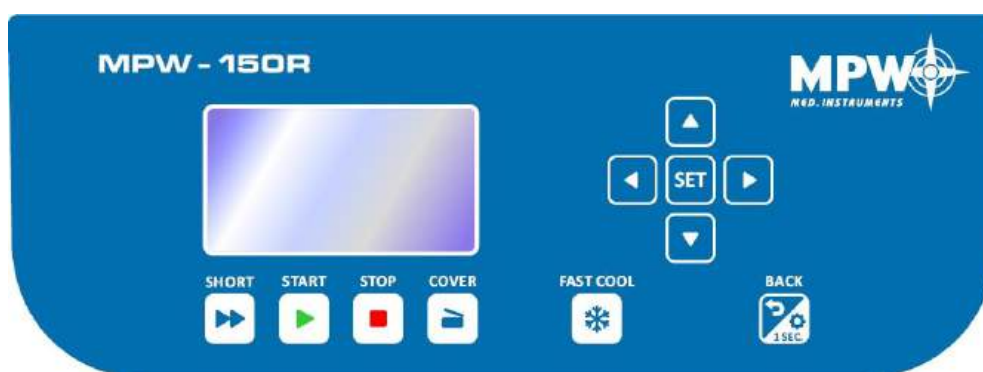 MPW - 150R
MPW
MED. INSTRUMENTS
SET
SHORT
START
STOP
COVER
FAST COOL
BACK
1 SEC.